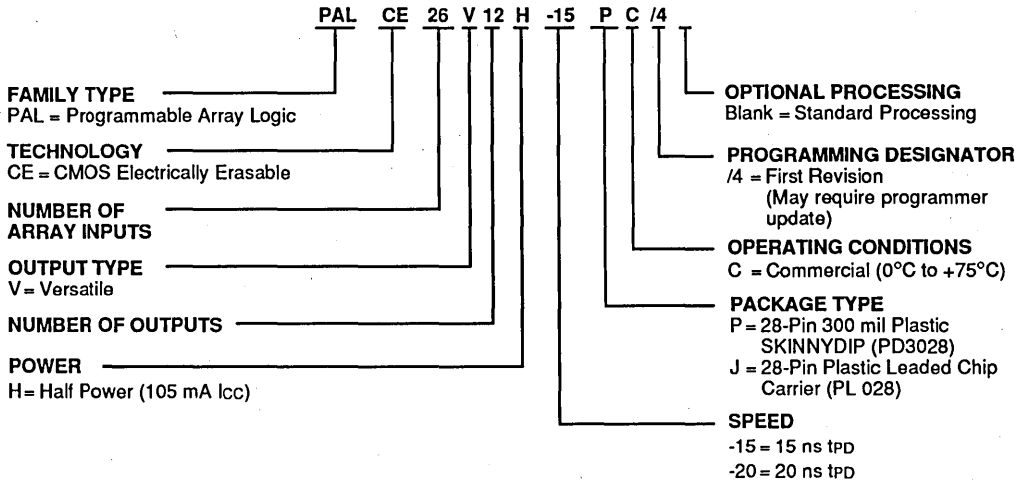 PAL CE 26 V 12 H -15 P C /4
FAMILY TYPE
PAL = Programmable Array Logic
TECHNOLOGY
CE = CMOS Electrically Erasable
NUMBER OF
ARRAY INPUTS
OUTPUT TYPE
V = Versatile
NUMBER OF OUTPUTS
POWER
H = Half Power (105 mA ICC)
OPTIONAL PROCESSING
Blank = Standard Processing
PROGRAMMING DESIGNATOR
/4 = First Revision
(May require programmer
update)
OPERATING CONDITIONS
C = Commercial (0°C to +75°C)
PACKAGE TYPE
P = 28-Pin 300 mil Plastic
SKINNYDIP (PD3028)
J = 28-Pin Plastic Leaded Chip
Carrier (PL 028)
SPEED
-15 = 15 ns tPD
-20 = 20 ns tPD